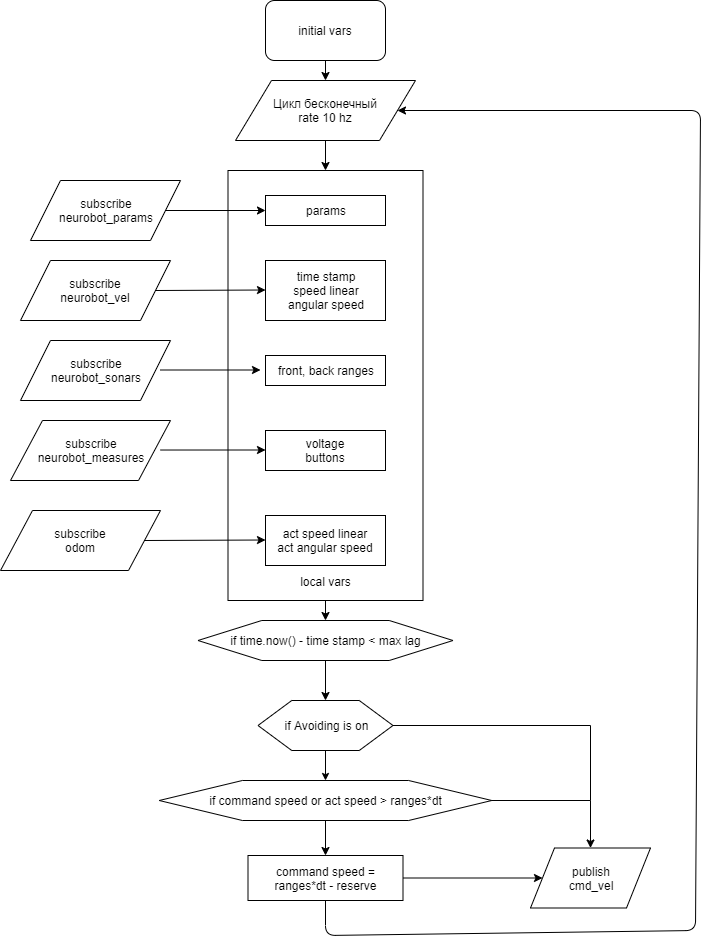 initial vars
Цикл бесконечный
rate 10 hz
subscribe
neurobot_params
params
subscribe
neurobot_vel
time stamp
speed linear
angular speed
subscribe
neurobot_sonars
front, back ranges
subscribe
neurobot_measures
voltage
buttons
subscribe
odom
act speed linear
act angular speed
local vars
if time.now() - time stamp < max lag
if Avoiding is on
if command speed or act speed > ranges*dt
command speed =
ranges*dt - reserve
publish
cmd_vel